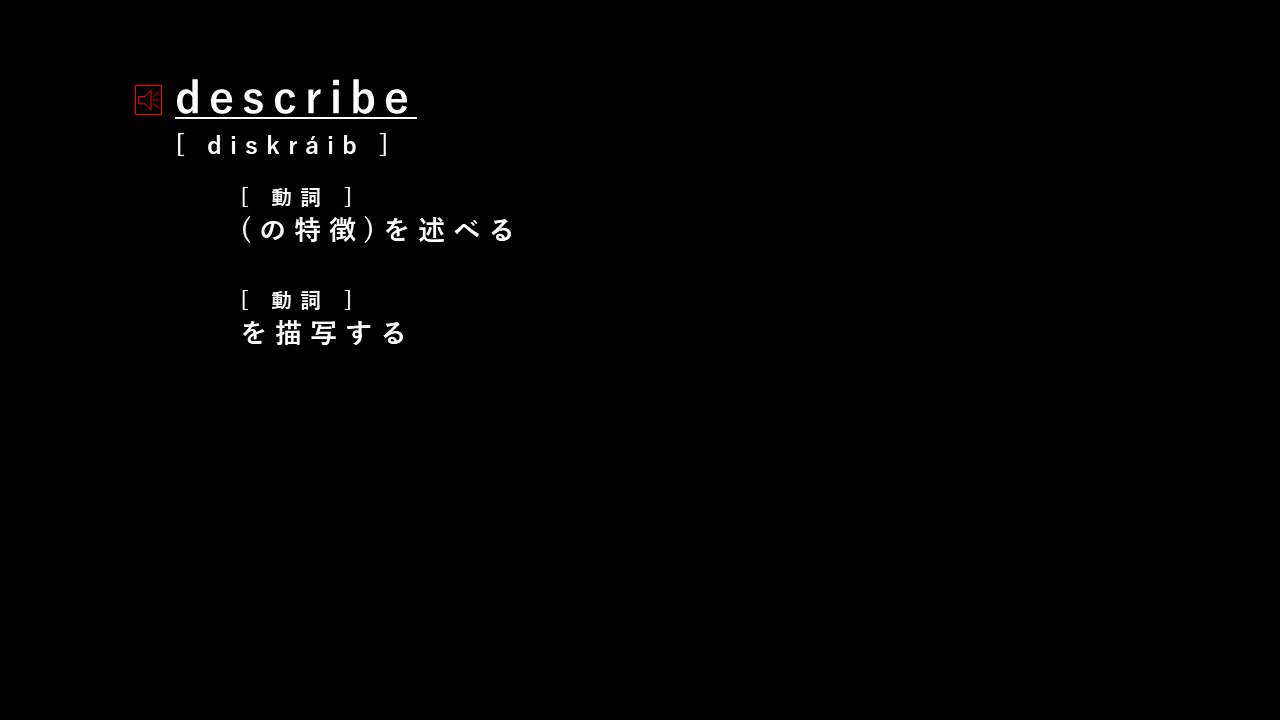 describe
[ diskráib ]
[ 動詞 ]
(の特徴)を述べる
[ 動詞 ]
を描写する